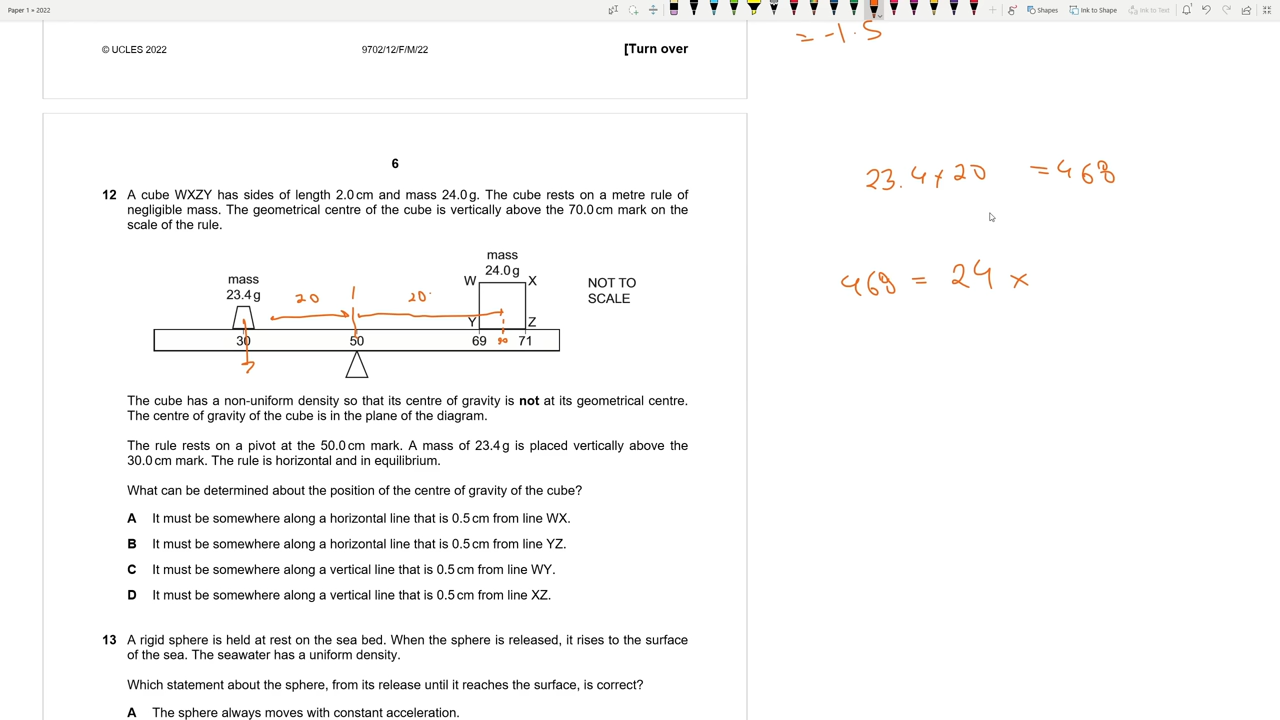 Paper 1 » 2022
Shapes Ink to Shape Ink to Text
= -1.5
© UCLES 2022 9702/12/F/M/22 [Turn over
6
23.4 x 20 = 468
468 = 24 x
12 A cube WXZY has sides of length 2.0 cm and mass 24.0 g. The cube rests on a metre rule of
negligible mass. The geometrical centre of the cube is vertically above the 70.0 cm mark on the
scale of the rule.
mass
24.0 g
mass
23.4 g
W X
NOT TO
SCALE
20 20
Y Z
30 50 69 71
The cube has a non-uniform density so that its centre of gravity is not at its geometrical centre.
The centre of gravity of the cube is in the plane of the diagram.
The rule rests on a pivot at the 50.0 cm mark. A mass of 23.4 g is placed vertically above the
30.0 cm mark. The rule is horizontal and in equilibrium.
What can be determined about the position of the centre of gravity of the cube?
A It must be somewhere along a horizontal line that is 0.5 cm from line WX.
B It must be somewhere along a horizontal line that is 0.5 cm from line YZ.
C It must be somewhere along a vertical line that is 0.5 cm from line WY.
D It must be somewhere along a vertical line that is 0.5 cm from line XZ.
13 A rigid sphere is held at rest on the sea bed. When the sphere is released, it rises to the surface
of the sea. The seawater has a uniform density.
Which statement about the sphere, from its release until it reaches the surface, is correct?
A The sphere always moves with constant acceleration.